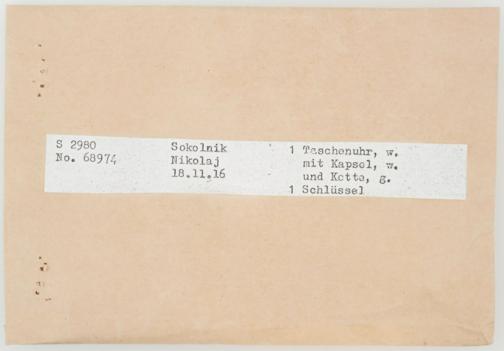 S 2980
No. 68974
Sokolnik
Nikolaj
18.11.16
1 Taschenuhr, w.
mit Kapsel, w.
und Kette, g.
1 Schlüssel